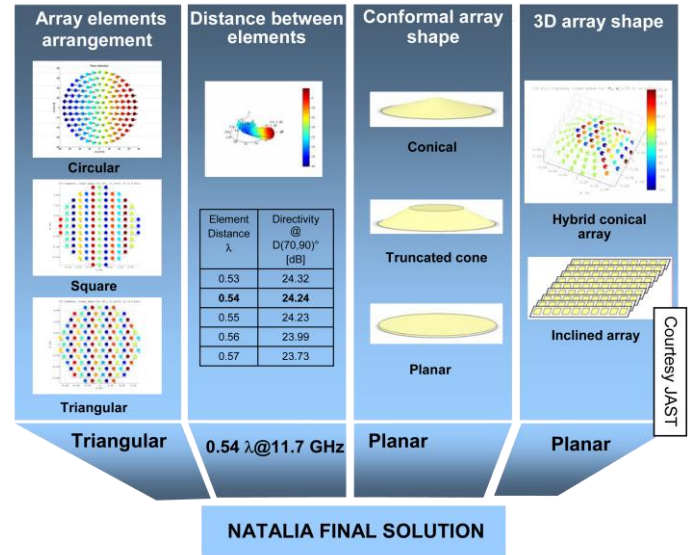 Array elements
arrangement
Circular
Square
Triangular
Triangular
Distance between
elements
Element
Distance
λ
Directivity
@
D(70,90)°
[dB]
0.53 24.32
0.54 24.24
0.55 24.23
0.56 23.99
0.57 23.73
0.54 λ@11.7 GHz
Conformal array
shape
Conical
Truncated cone
Planar
Planar
3D array shape
Hybrid conical
array
Inclined array
Planar
Courtesy JAST
NATALIA FINAL SOLUTION